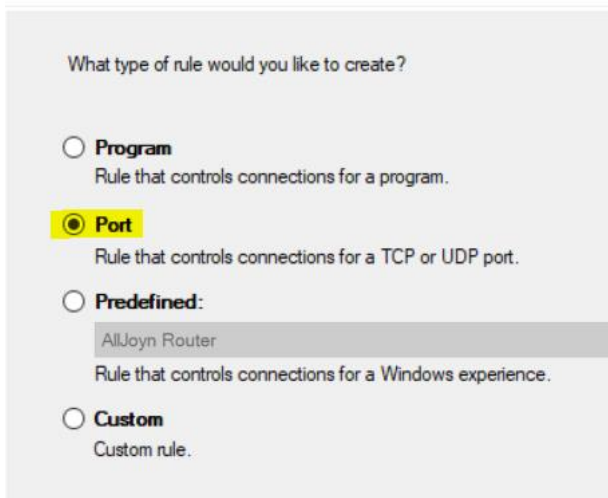 What type of rule would you like to create?
Program
Rule that controls connections for a program.
Port
Rule that controls connections for a TCP or UDP port.
Predefined:
AllJoyn Router
Rule that controls connections for a Windows experience.
Custom
Custom rule.